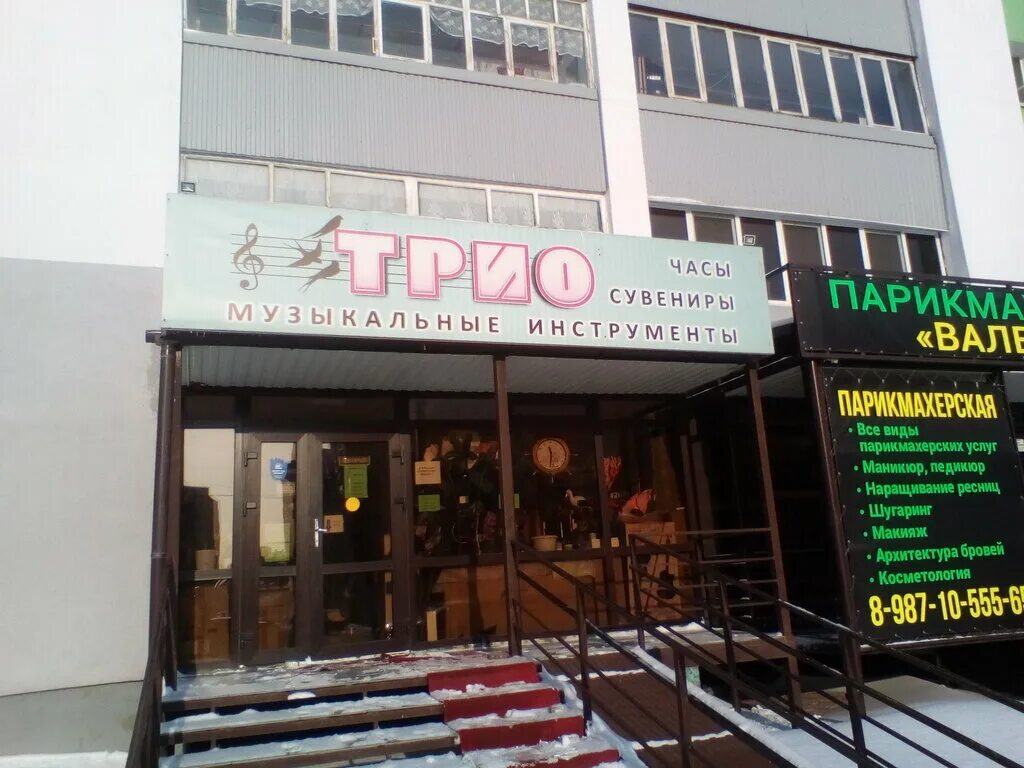 ТРИО
ЧАСЫ
СУВЕНИРЫ
МУЗЫКАЛЬНЫЕ ИНСТРУМЕНТЫ
ПАРИКМА
«ВАЛЕ
ПАРИКМАХЕРСКАЯ
• Все виды
парикмахерских услуг
• Маникюр, педикюр
• Наращивание ресниц
• Шугаринг
• Макияж
• Архитектура бровей
• Косметология
8-987-10-555-6